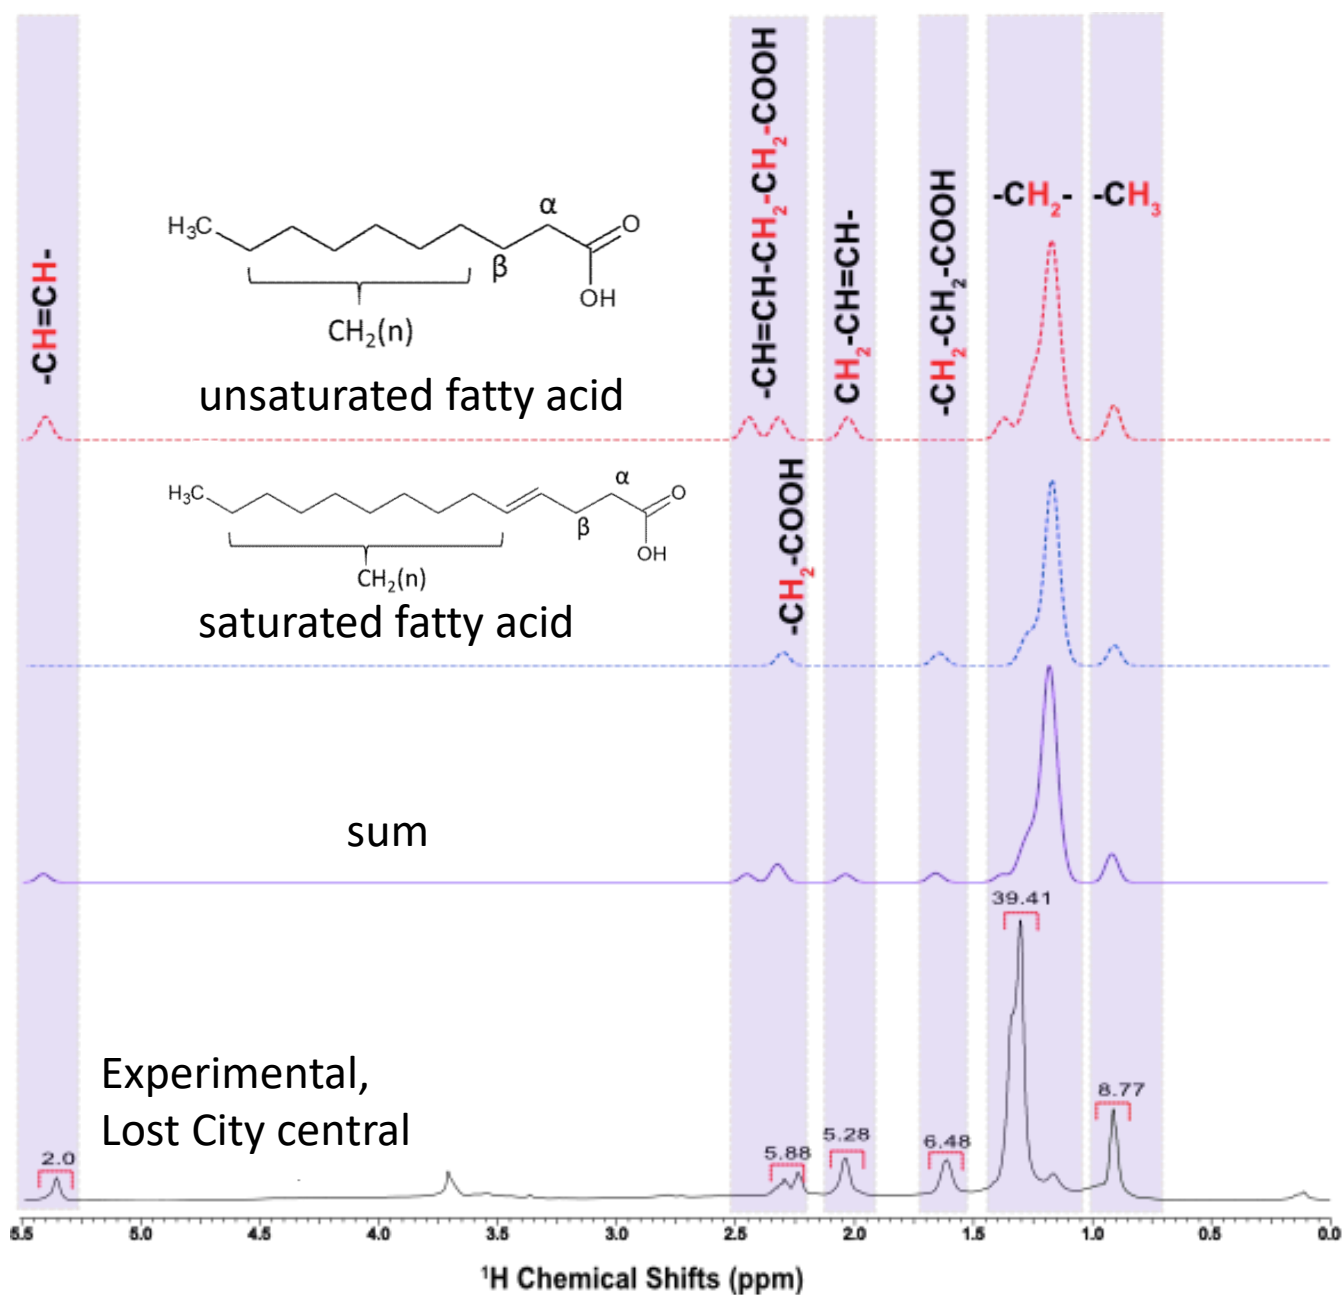 -CH=CH-
-CH=CH-CH₂-CH₂-COOH
CH₂-CH=CH-
-CH₂-CH₂-COOH
-CH₂-
-CH₃
H₃C
α
β
O
OH
CH₂(n)
unsaturated fatty acid
-CH₂-COOH
H₃C
α
β
O
OH
CH₂(n)
saturated fatty acid
sum
Experimental,
Lost City central
2.0
5.88
5.28
6.48
39.41
8.77
5.5 5.0 4.5 4.0 3.5 3.0 2.5 2.0 1.5 1.0 0.5 0.0
¹H Chemical Shifts (ppm)